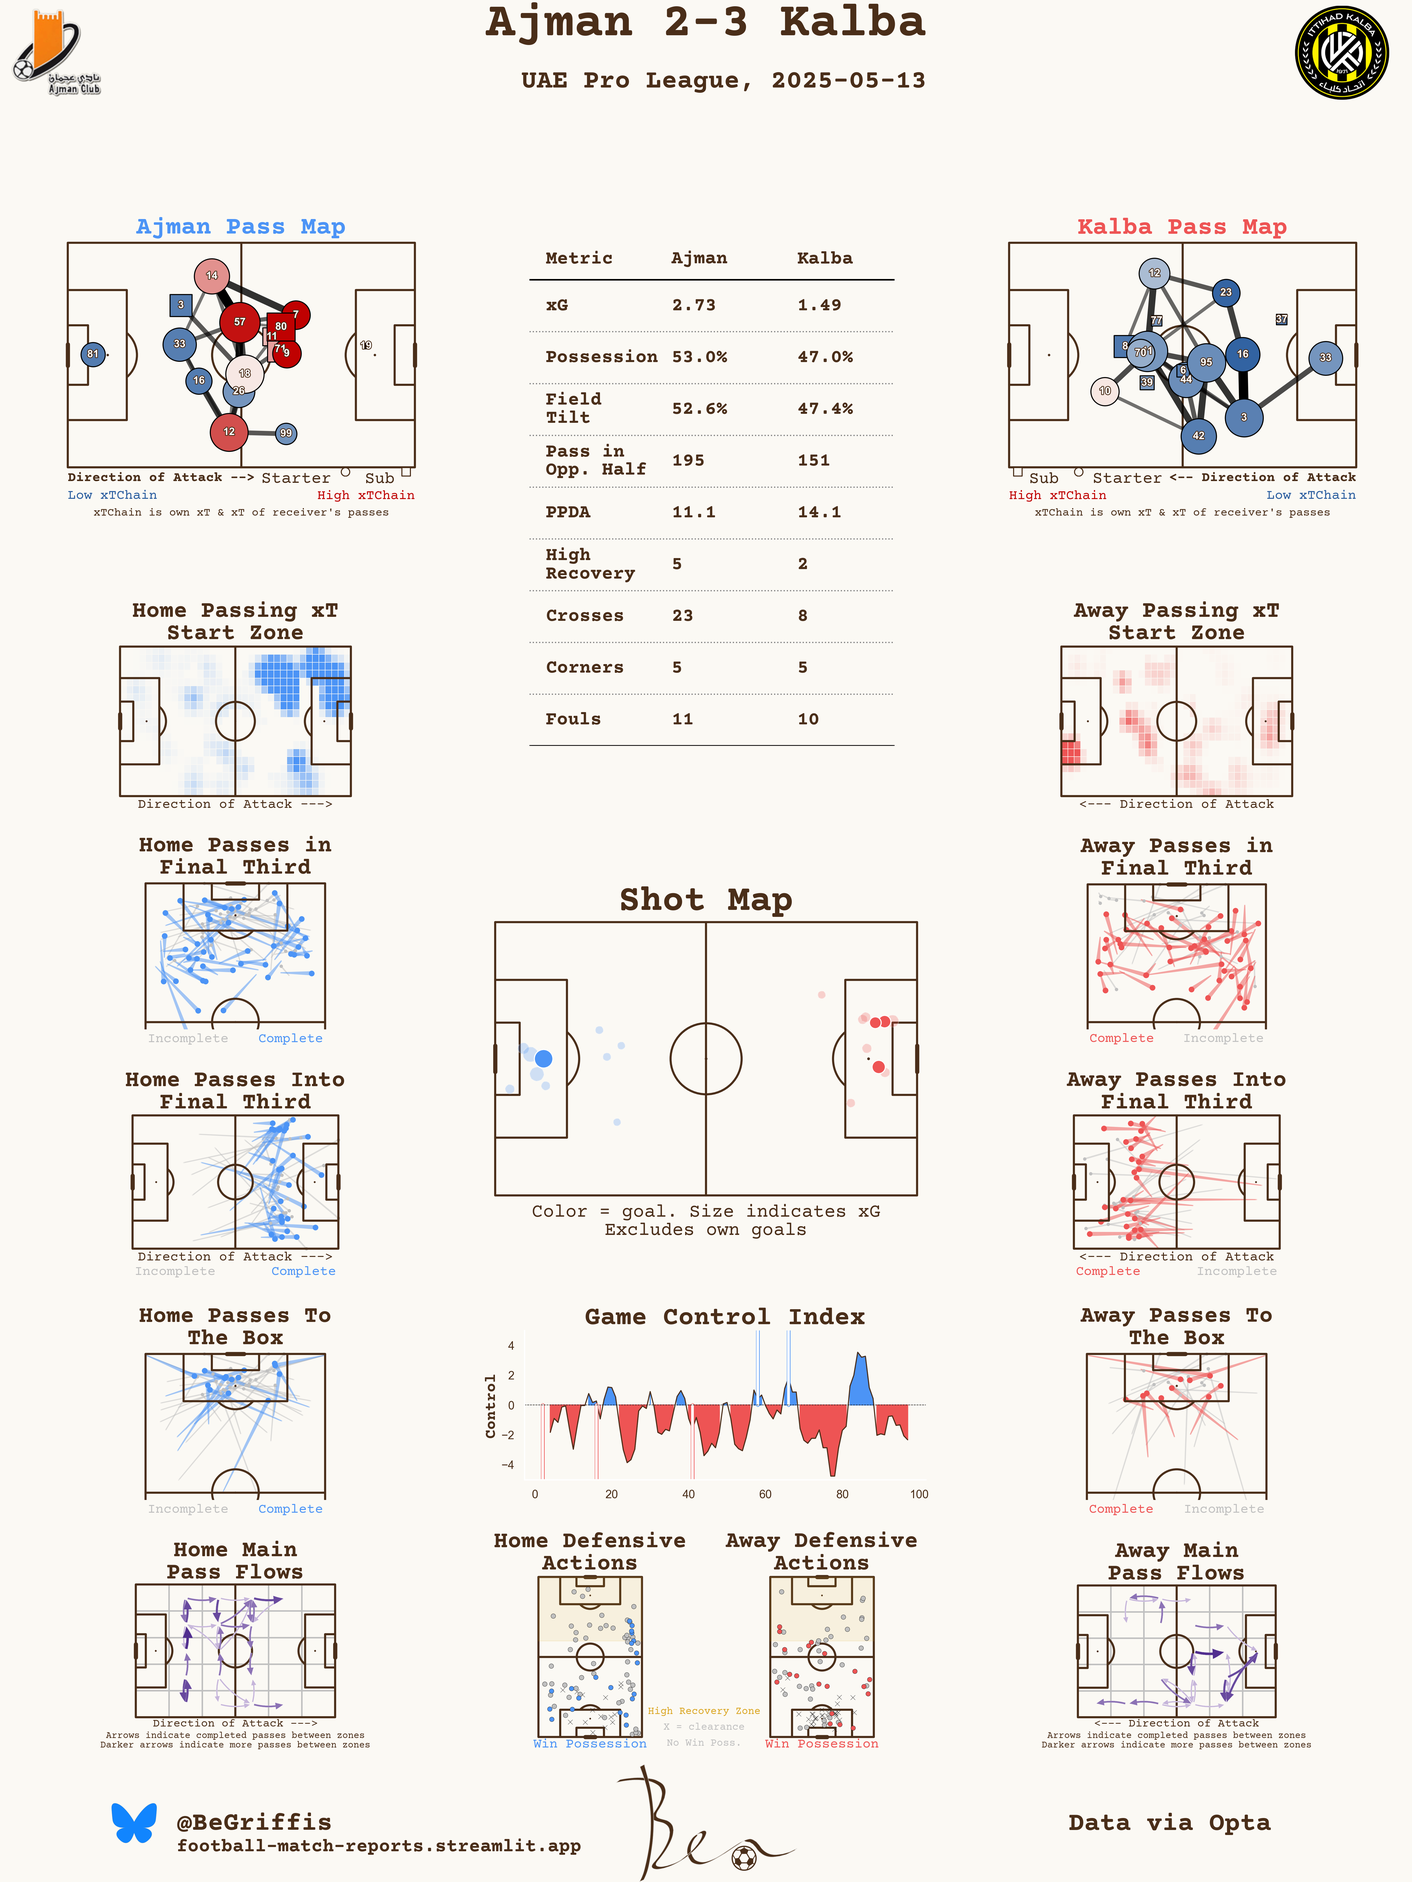 Ajman 2-3 Kalba
UAE Pro League, 2025-05-13
نادي عجمان
Ajman Club
ITTIHAD KALBA
1971
اتحاد كلباء
Ajman Pass Map
14
3
7
57
80
11
33
71
9
19
81
18
16
26
12
99
Direction of Attack --> Starter Sub
Low xTChain High xTChain
xTChain is own xT & xT of receiver's passes
Metric Ajman Kalba
xG 2.73 1.49
Possession 53.0% 47.0%
Field
Tilt 52.6% 47.4%
Pass in
Opp. Half 195 151
PPDA 11.1 14.1
High
Recovery 5 2
Crosses 23 8
Corners 5 5
Fouls 11 10
Kalba Pass Map
12
23
77
37
8
70
16
95
33
6
44
39
10
3
42
Sub Starter <-- Direction of Attack
High xTChain Low xTChain
xTChain is own xT & xT of receiver's passes
Home Passing xT
Start Zone
Direction of Attack --->
Away Passing xT
Start Zone
<--- Direction of Attack
Home Passes in
Final Third
Incomplete Complete
Away Passes in
Final Third
Complete Incomplete
Shot Map
Color = goal. Size indicates xG
Excludes own goals
Home Passes Into
Final Third
Direction of Attack --->
Incomplete Complete
Away Passes Into
Final Third
<--- Direction of Attack
Complete Incomplete
Home Passes To
The Box
Incomplete Complete
Game Control Index
Control
4
2
0
−2
−4
0 20 40 60 80 100
Away Passes To
The Box
Complete Incomplete
Home Main
Pass Flows
Direction of Attack --->
Arrows indicate completed passes between zones
Darker arrows indicate more passes between zones
Home Defensive
Actions
Win Possession
Away Defensive
Actions
Win Possession
High Recovery Zone
X = clearance
No Win Poss.
Away Main
Pass Flows
<--- Direction of Attack
Arrows indicate completed passes between zones
Darker arrows indicate more passes between zones
@BeGriffis
football-match-reports.streamlit.app
Ben
Data via Opta